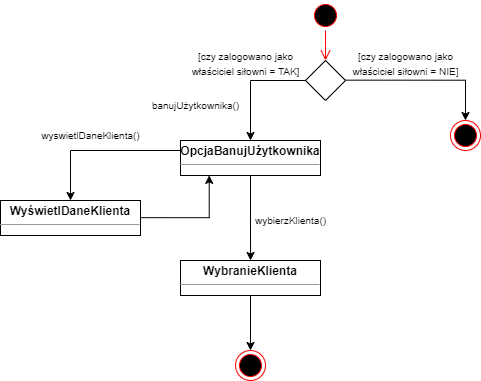 [czy zalogowano jako
właściciel siłowni = TAK]
[czy zalogowano jako
właściciel siłowni = NIE]
banujUżytkownika()
wyswietlDaneKlienta()
OpcjaBanujUżytkownika
WyświetlDaneKlienta
wybierzKlienta()
WybranieKlienta